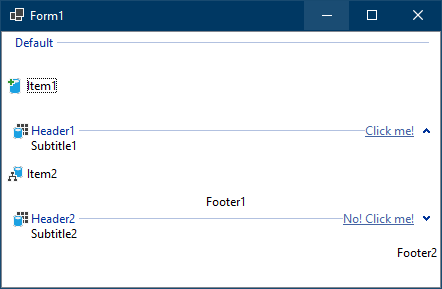 Form1
Default
Item1
Header1 Click me!
Subtitle1
Item2
Footer1
Header2 No! Click me!
Subtitle2
Footer2